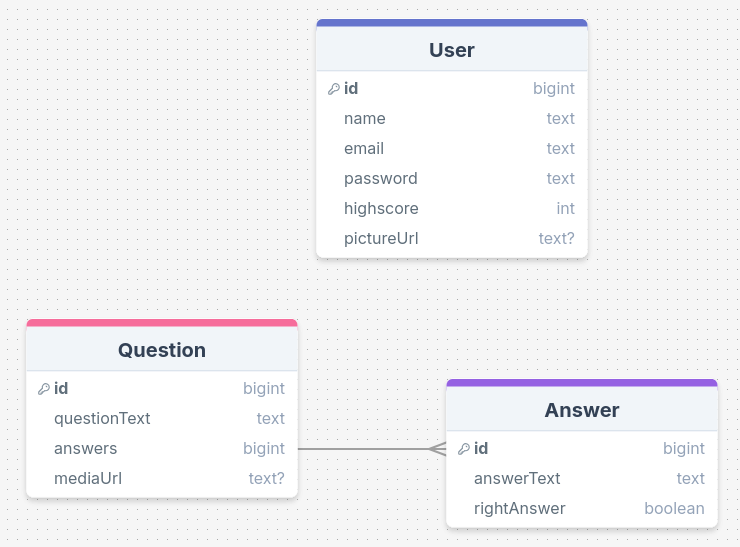 User
id bigint
name text
email text
password text
highscore int
pictureUrl text?
Question
id bigint
questionText text
answers bigint
mediaUrl text?
Answer
id bigint
answerText text
rightAnswer boolean